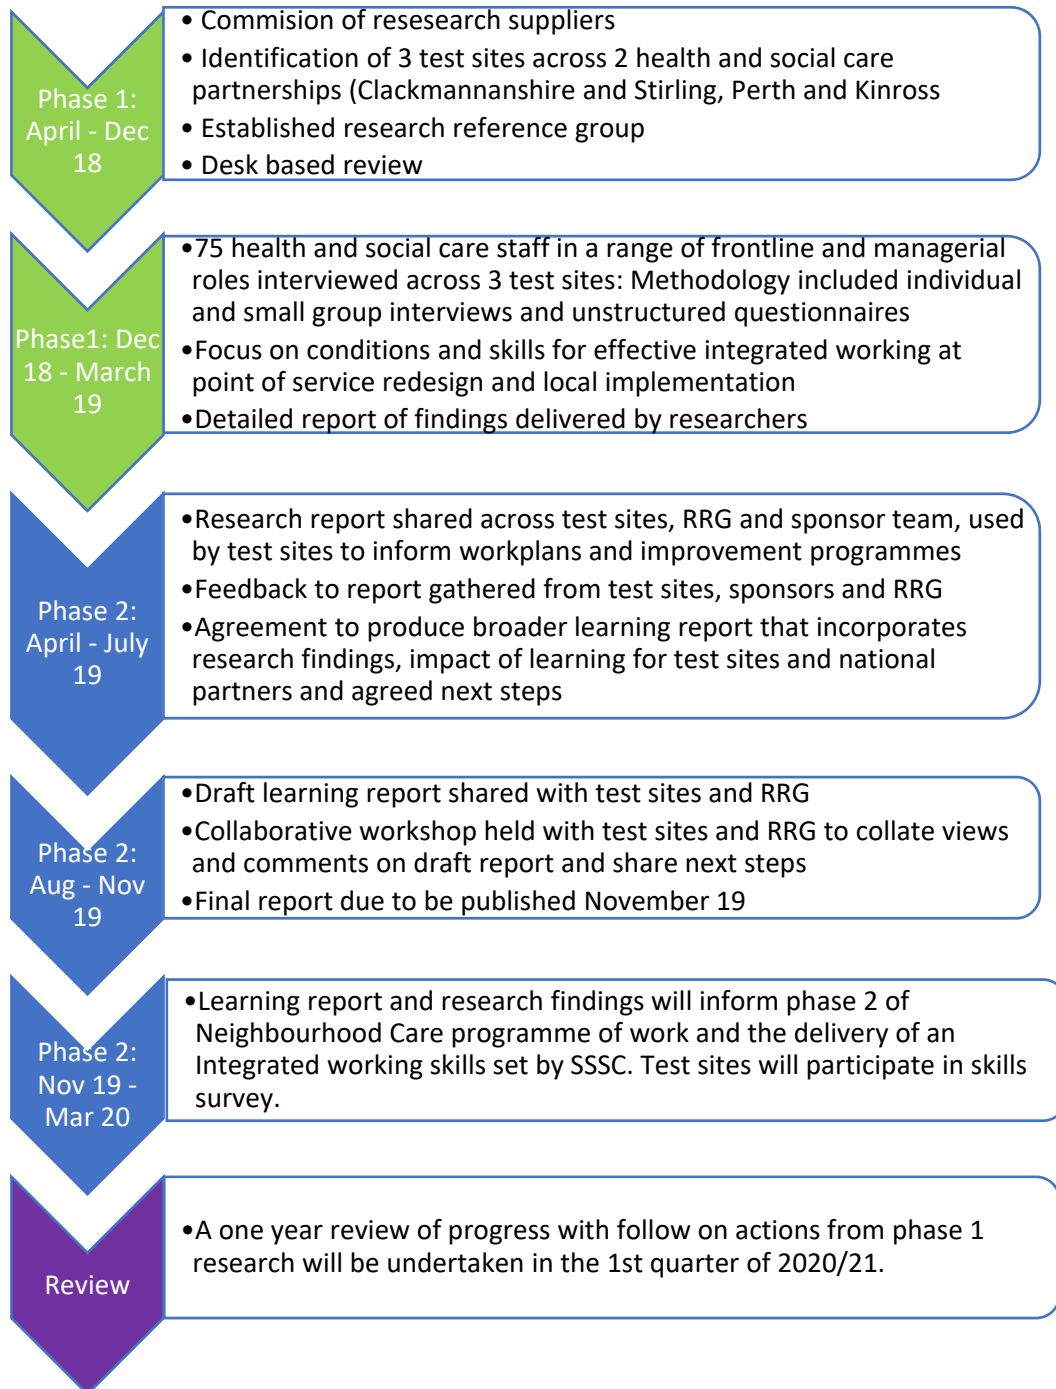 Phase 1:
April - Dec
18
• Commision of resesearch suppliers
• Identification of 3 test sites across 2 health and social care
partnerships (Clackmannanshire and Stirling, Perth and Kinross
• Established research reference group
• Desk based review
Phase1: Dec
18 - March
19
•75 health and social care staff in a range of frontline and managerial
roles interviewed across 3 test sites: Methodology included individual
and small group interviews and unstructured questionnaires
•Focus on conditions and skills for effective integrated working at
point of service redesign and local implementation
•Detailed report of findings delivered by researchers
Phase 2:
April - July
19
•Research report shared across test sites, RRG and sponsor team, used
by test sites to inform workplans and improvement programmes
•Feedback to report gathered from test sites, sponsors and RRG
•Agreement to produce broader learning report that incorporates
research findings, impact of learning for test sites and national
partners and agreed next steps
Phase 2:
Aug - Nov
19
•Draft learning report shared with test sites and RRG
•Collaborative workshop held with test sites and RRG to collate views
and comments on draft report and share next steps
•Final report due to be published November 19
Phase 2:
Nov 19 -
Mar 20
•Learning report and research findings will inform phase 2 of
Neighbourhood Care programme of work and the delivery of an
Integrated working skills set by SSSC. Test sites will participate in skills
survey.
Review
•A one year review of progress with follow on actions from phase 1
research will be undertaken in the 1st quarter of 2020/21.